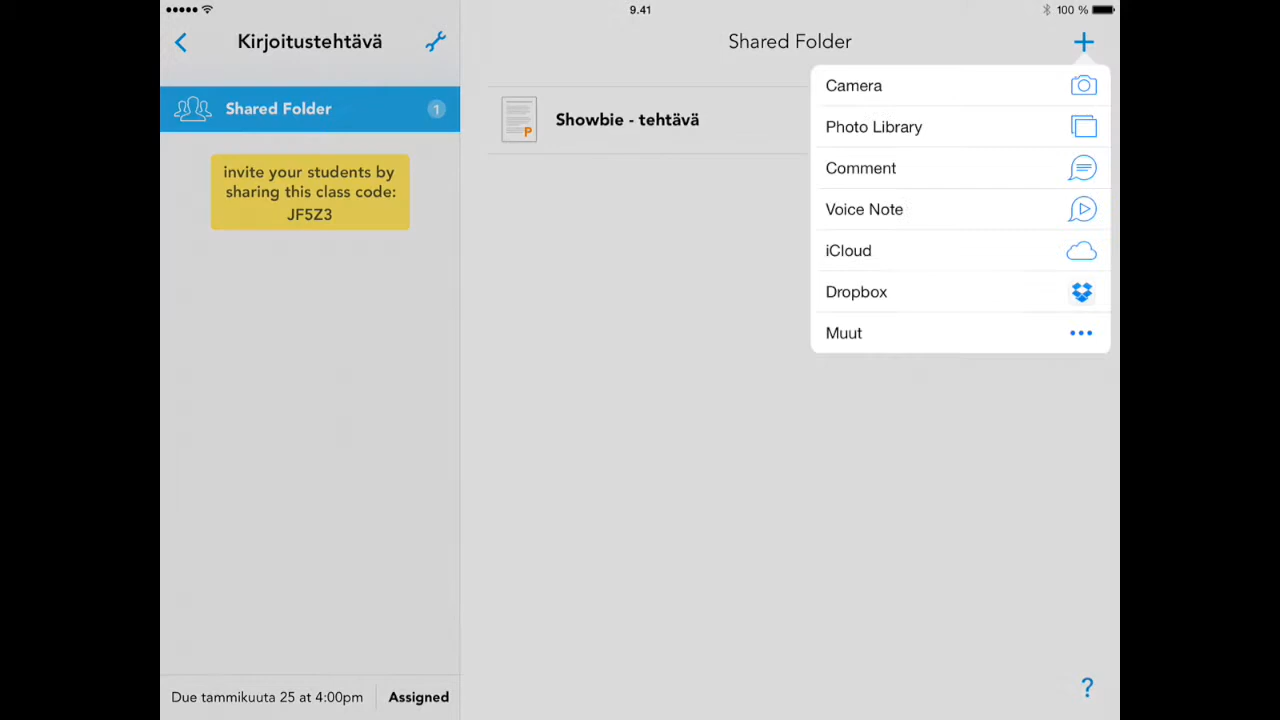 9.41
100 %
Kirjoitustehtävä
Shared Folder
Shared Folder
1
invite your students by
sharing this class code:
JF5Z3
P
Showbie - tehtävä
Camera
Photo Library
Comment
Voice Note
iCloud
Dropbox
Muut
Due tammikuuta 25 at 4:00pm
Assigned
?